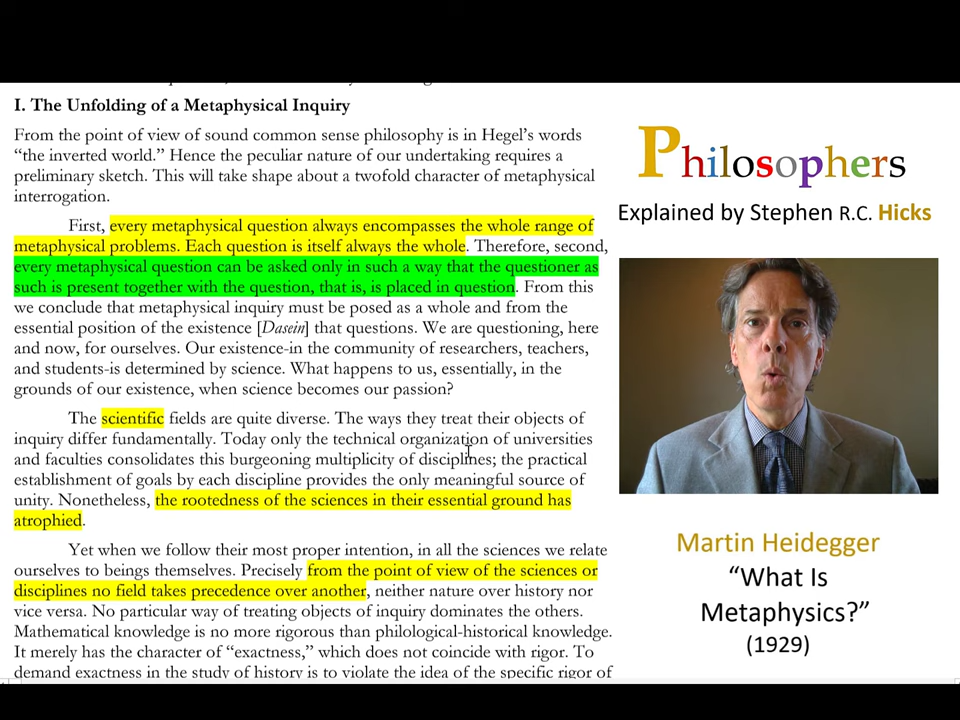 I. The Unfolding of a Metaphysical Inquiry
From the point of view of sound common sense philosophy is in Hegel’s words
“the inverted world.” Hence the peculiar nature of our undertaking requires a
preliminary sketch. This will take shape about a twofold character of metaphysical
interrogation.
First, every metaphysical question always encompasses the whole range of
metaphysical problems. Each question is itself always the whole. Therefore, second,
every metaphysical question can be asked only in such a way that the questioner as
such is present together with the question, that is, is placed in question. From this
we conclude that metaphysical inquiry must be posed as a whole and from the
essential position of the existence [Dasein] that questions. We are questioning, here
and now, for ourselves. Our existence-in the community of researchers, teachers,
and students-is determined by science. What happens to us, essentially, in the
grounds of our existence, when science becomes our passion?
The scientific fields are quite diverse. The ways they treat their objects of
inquiry differ fundamentally. Today only the technical organization of universities
and faculties consolidates this burgeoning multiplicity of disciplines; the practical
establishment of goals by each discipline provides the only meaningful source of
unity. Nonetheless, the rootedness of the sciences in their essential ground has
atrophied.
Yet when we follow their most proper intention, in all the sciences we relate
ourselves to beings themselves. Precisely from the point of view of the sciences or
disciplines no field takes precedence over another, neither nature over history nor
vice versa. No particular way of treating objects of inquiry dominates the others.
Mathematical knowledge is no more rigorous than philological-historical knowledge.
It merely has the character of “exactness,” which does not coincide with rigor. To
demand exactness in the study of history is to violate the idea of the specific rigor of
Philosophers
Explained by Stephen R.C. Hicks
Martin Heidegger
“What Is
Metaphysics?”
(1929)